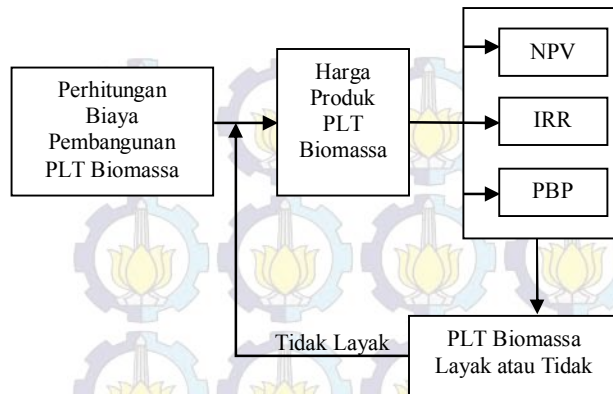 Perhitungan
Biaya
Pembangunan
PLT Biomassa
Harga
Produk
PLT
Biomassa
NPV
IRR
PBP
Tidak Layak
PLT Biomassa
Layak atau Tidak